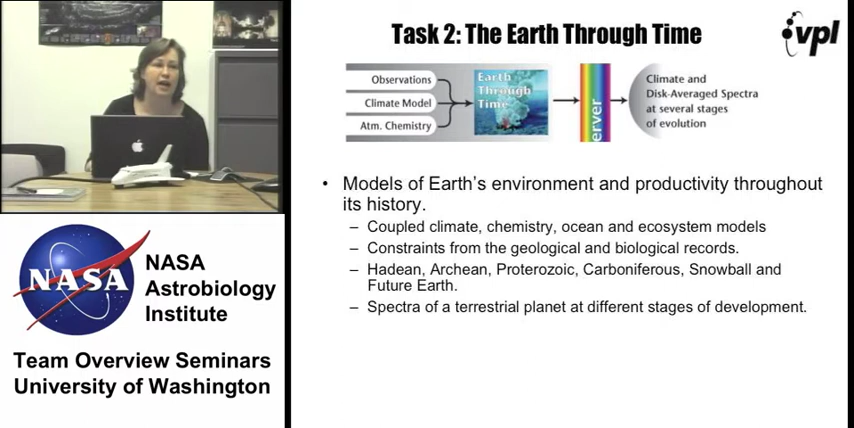 Task 2: The Earth Through Time
vpl
Observations
Climate Model
Atm. Chemistry
Earth
Through
Time
erver
Climate and
Disk-Averaged Spectra
at several stages
of evolution
• Models of Earth's environment and productivity throughout
its history.
– Coupled climate, chemistry, ocean and ecosystem models
– Constraints from the geological and biological records.
– Hadean, Archean, Proterozoic, Carboniferous, Snowball and
Future Earth.
– Spectra of a terrestrial planet at different stages of development.
NASA
NASA
Astrobiology
Institute
Team Overview Seminars
University of Washington